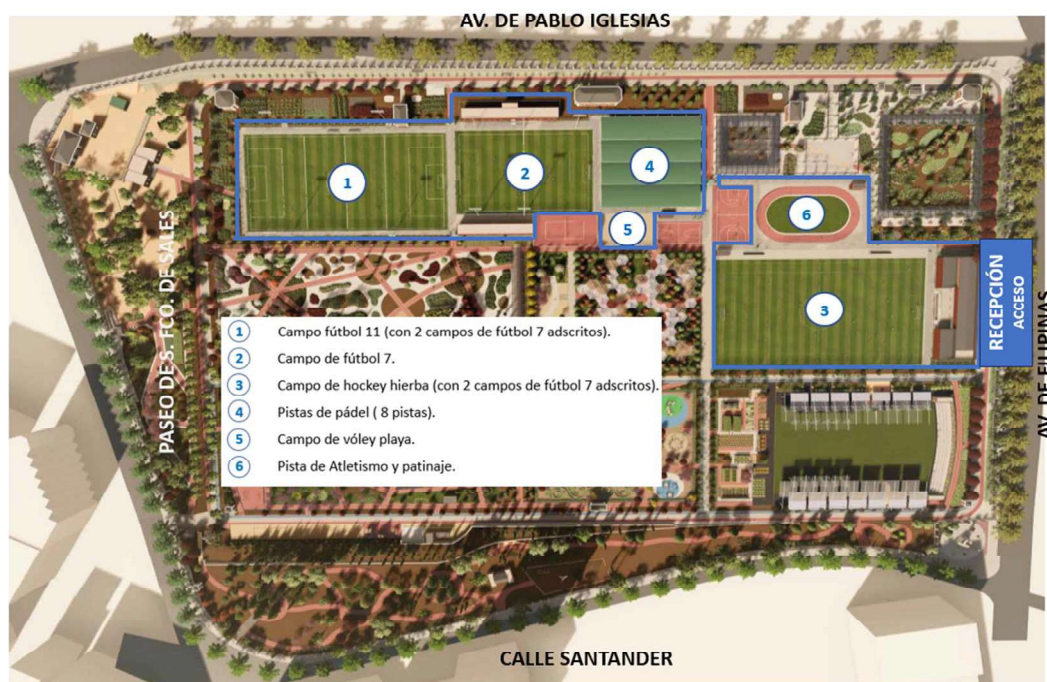 AV. DE PABLO IGLESIAS
PASEO DE S. FCO. DE SALES
1
2
4
5
6
3
RECEPCIÓN
ACCESO
AV. DE FILIPINAS
1 Campo fútbol 11 (con 2 campos de fútbol 7 adscritos).
2 Campo de fútbol 7.
3 Campo de hockey hierba (con 2 campos de fútbol 7 adscritos).
4 Pistas de pádel ( 8 pistas).
5 Campo de vóley playa.
6 Pista de Atletismo y patinaje.
CALLE SANTANDER